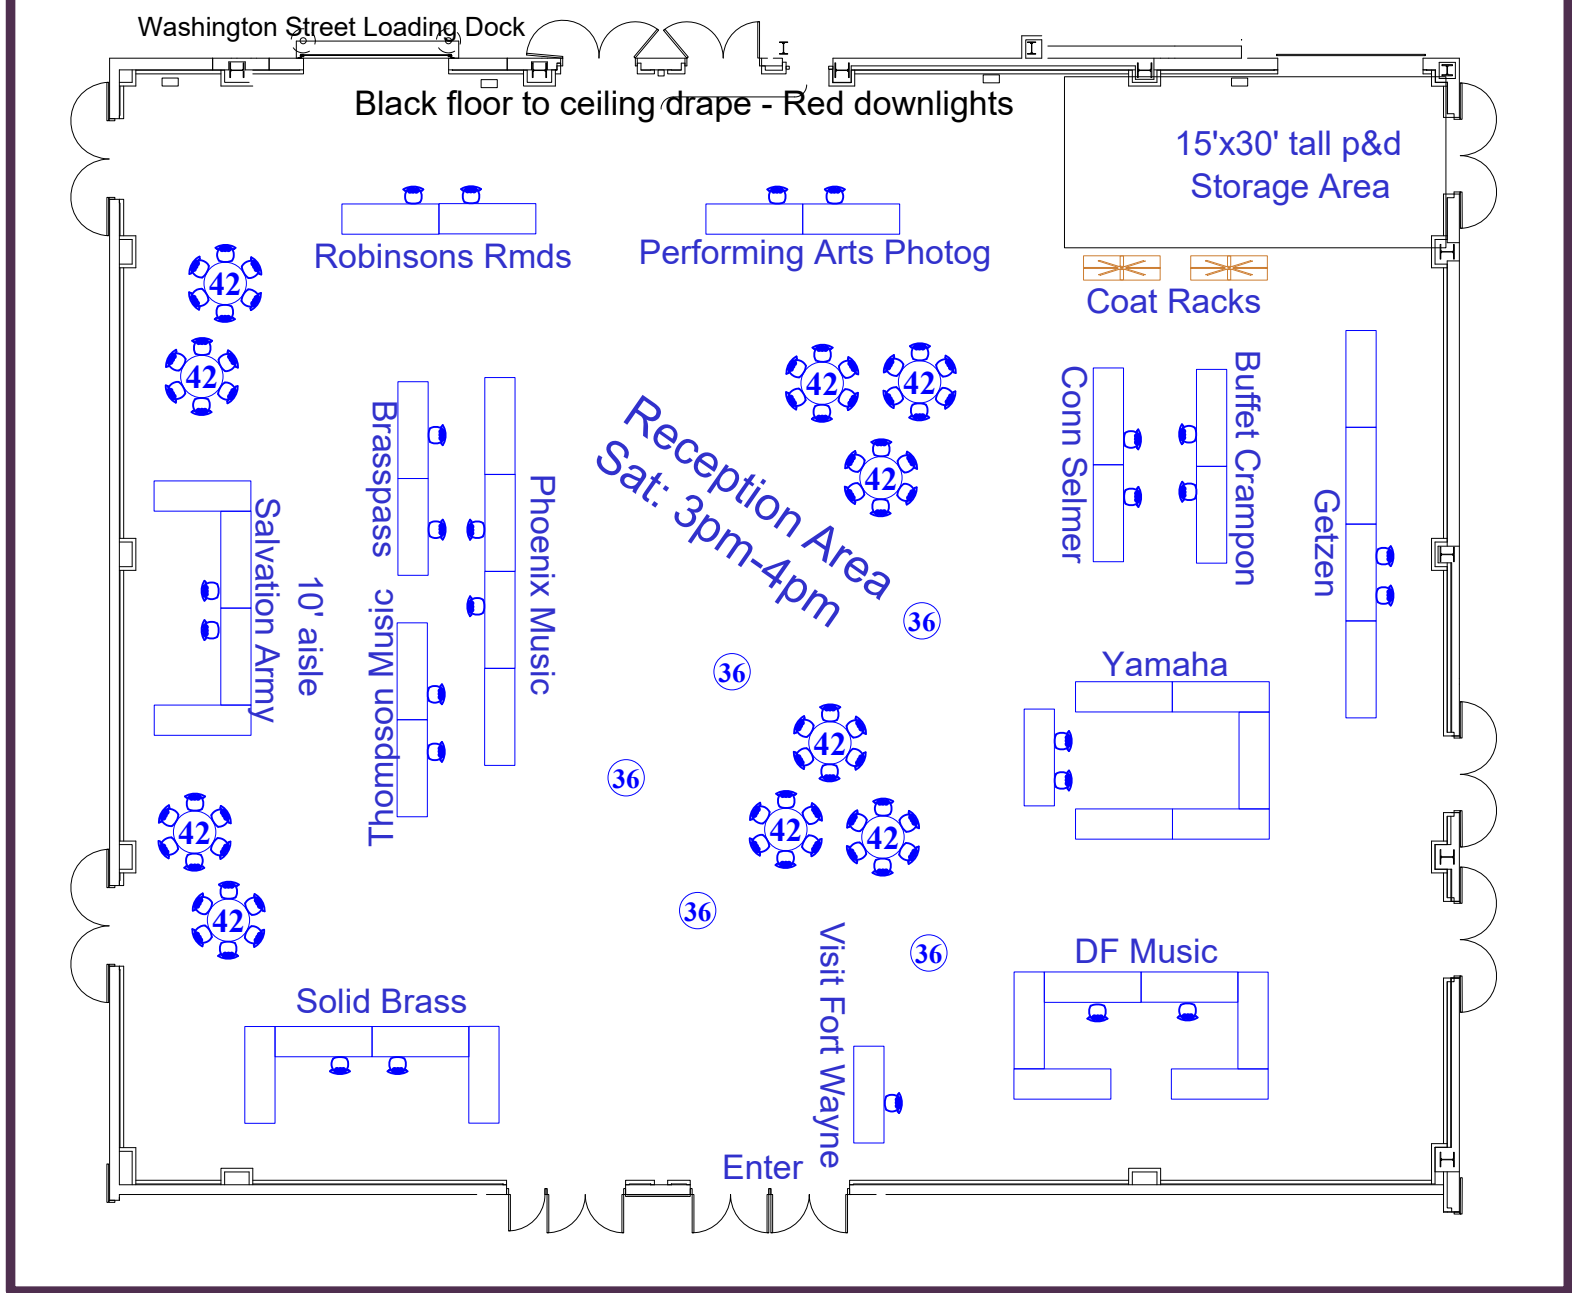 Washington Street Loading Dock
Black floor to ceiling drape - Red downlights
15'x30' tall p&d
Storage Area
Robinsons Rmds
Performing Arts Photog
Coat Racks
42
42
42
42
42
Reception Area
Sat: 3pm-4pm
Brasspass
Thompson Music
Phoenix Music
Salvation Army
10' aisle
Conn Selmer
Buffet Crampon
Getzen
36
36
36
Yamaha
42
42
42
42
42
36
36
Solid Brass
Visit Fort Wayne
DF Music
Enter